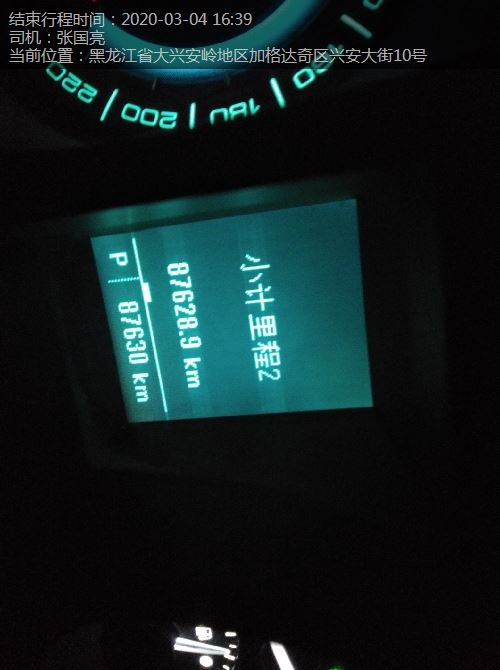 结束行程时间：2020-03-04 16:39
司机：张国亮
当前位置：黑龙江省大兴安岭地区加格达奇区兴安大街10号
160
180
200
220
小计里程2
87628.9 km
P
87630 km